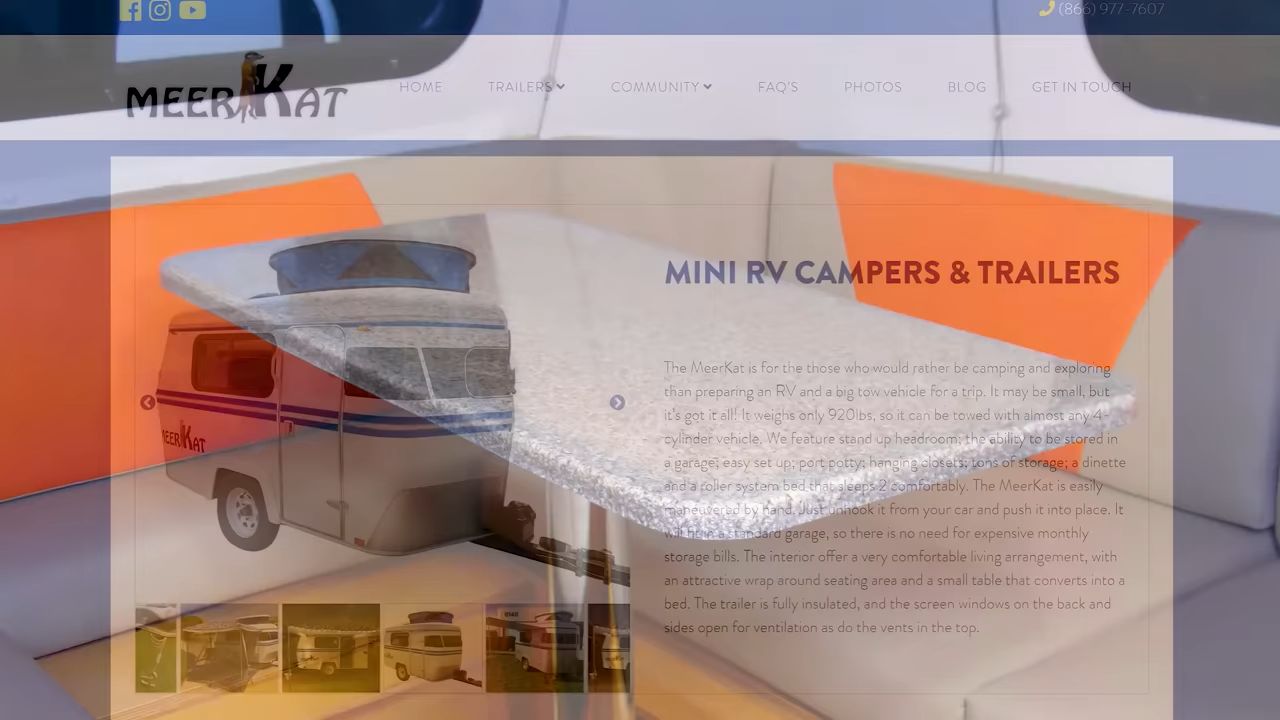 (866) 977-7607
MEERKAT
HOME TRAILERS COMMUNITY FAQ'S PHOTOS BLOG GET IN TOUCH
MINI RV CAMPERS & TRAILERS
The MeerKat is for the those who would rather be camping and exploring
than preparing an RV and a big tow vehicle for a trip. It may be small, but
it's got it all! It weighs only 920lbs, so it can be towed with almost any 4-
cylinder vehicle. We feature stand up headroom; the ability to be stored in
a garage; easy set up; port potty; hanging closets; tons of storage; a dinette
and a roller system bed that sleeps 2 comfortably. The MeerKat is easily
maneuvered by hand. Just unhook it from your car and push it into place. It
will fit in a standard garage, so there is no need for expensive monthly
storage bills. The interior offer a very comfortable living arrangement, with
an attractive wrap around seating area and a small table that converts into a
bed. The trailer is fully insulated, and the screen windows on the back and
sides open for ventilation as do the vents in the top.
MEERKAT